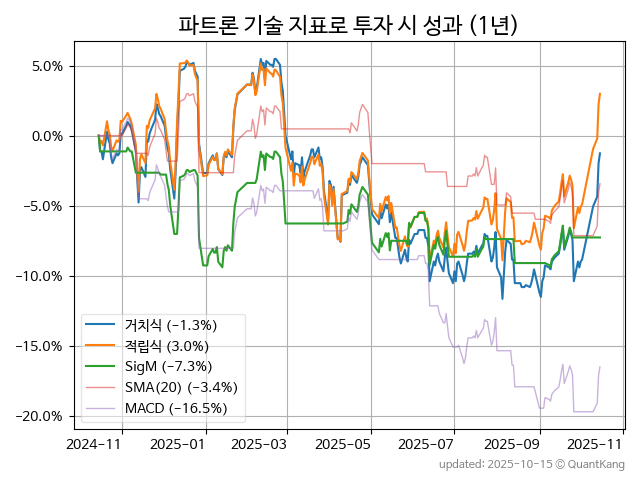 파트론 기술 지표로 투자 시 성과 (1년)
5.0%
0.0%
−5.0%
−10.0%
−15.0%
−20.0%
거치식 (−1.3%)
적립식 (3.0%)
SigM (−7.3%)
SMA(20) (−3.4%)
MACD (−16.5%)
2024-11 2025-01 2025-03 2025-05 2025-07 2025-09 2025-11
updated: 2025-10-15 © QuantKang